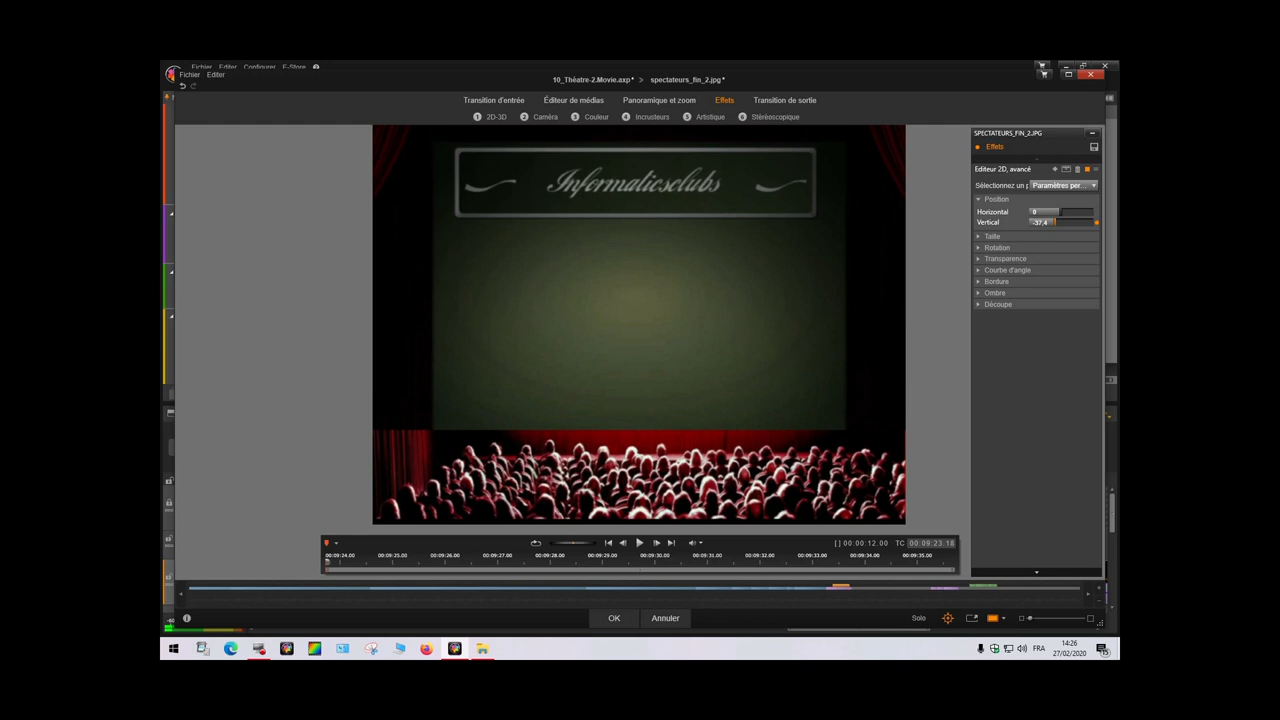 Fichier Editer Configurer E-Store
Fichier Editer
10_Théatre-2.Movie.axp* > spectateurs_fin_2.jpg*
Transition d'entrée Éditeur de médias Panoramique et zoom Effets Transition de sortie
1 2D-3D 2 Caméra 3 Couleur 4 Incrusteurs 5 Artistique 6 Stéréoscopique
Informaticsclubs
SPECTATEURS_FIN_2.JPG
Effets
Editeur 2D, avancé
Sélectionnez un p Paramètres per...
Position
Horizontal 0
Vertical -37,4
Taille
Rotation
Transparence
Courbe d'angle
Bordure
Ombre
Découpe
[ ] 00:00:12.00 TC 00:09:23.18
00:09:24.00 00:09:25.00 00:09:26.00 00:09:27.00 00:09:28.00 00:09:29.00 00:09:30.00 00:09:31.00 00:09:32.00 00:09:33.00 00:09:34.00 00:09:35.00
OK Annuler Solo
-60
FRA
14:26
27/02/2020
15